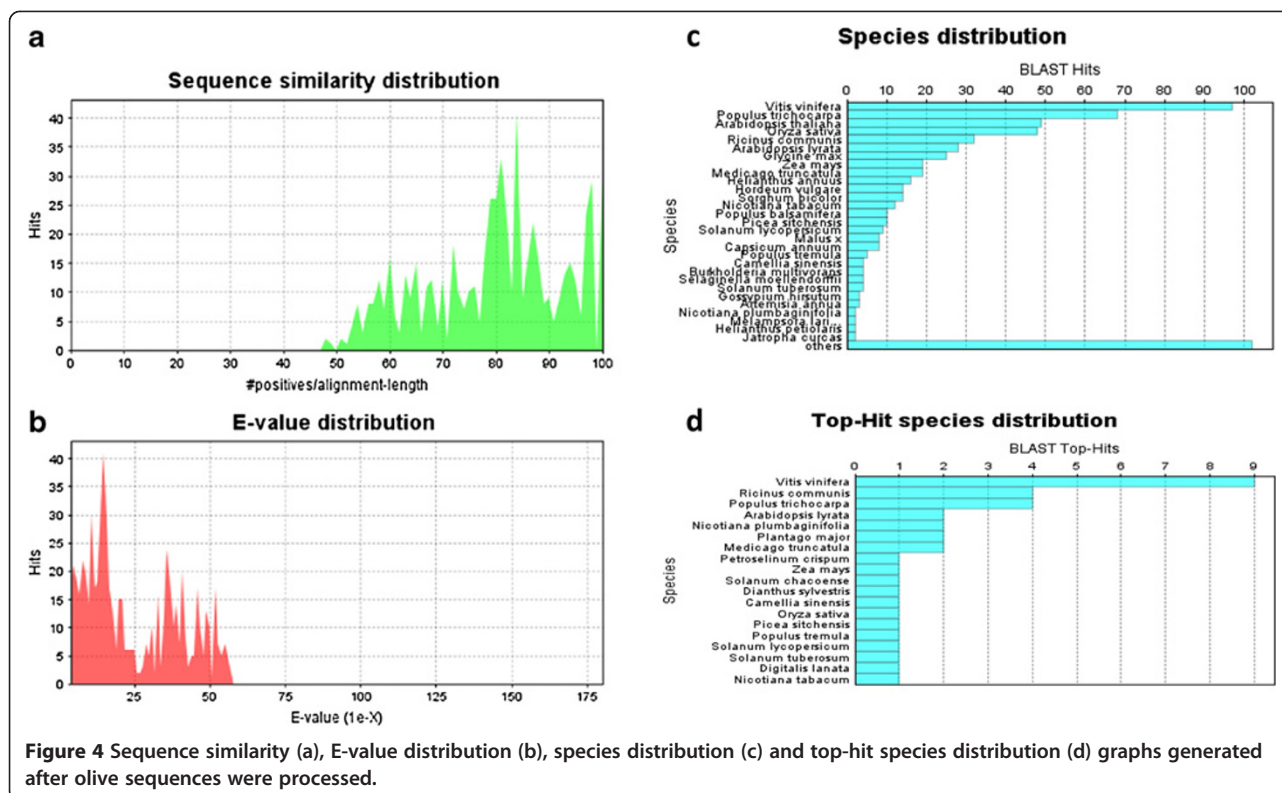 a
Sequence similarity distribution
Hits
40
35
30
25
20
15
10
5
0
0 10 20 30 40 50 60 70 80 90 100
#positives/alignment-length
b
E-value distribution
Hits
40
35
30
25
20
15
10
5
0
25 50 75 100 125 150 175
E-value (1e-X)
c
Species distribution
BLAST Hits
0 10 20 30 40 50 60 70 80 90 100
Species
Vitis vinifera
Populus trichocarpa
Arabidopsis thaliana
Oryza sativa
Ricinus communis
Arabidopsis lyrata
Glycine max
Zea mays
Medicago truncatula
Helianthus annuus
Hordeum vulgare
Sorghum bicolor
Nicotiana tabacum
Populus balsamifera
Picea sitchensis
Solanum lycopersicum
Malus x
Capsicum annuum
Populus tremula
Camellia sinensis
Burkholderia multivorans
Selaginella moellendorffii
Solanum tuberosum
Gossypium hirsutum
Artemisia annua
Nicotiana plumbaginifolia
Melampsora lari...
Helianthus petiolaris
Jatropha curcas
others
d
Top-Hit species distribution
BLAST Top-Hits
0 1 2 3 4 5 6 7 8 9
Species
Vitis vinifera
Ricinus communis
Populus trichocarpa
Arabidopsis lyrata
Nicotiana plumbaginifolia
Plantago major
Medicago truncatula
Petroselinum crispum
Zea mays
Solanum chacoense
Dianthus sylvestris
Camellia sinensis
Oryza sativa
Picea sitchensis
Populus tremula
Solanum lycopersicum
Solanum tuberosum
Digitalis lanata
Nicotiana tabacum
Figure 4 Sequence similarity (a), E-value distribution (b), species distribution (c) and top-hit species distribution (d) graphs generated
after olive sequences were processed.